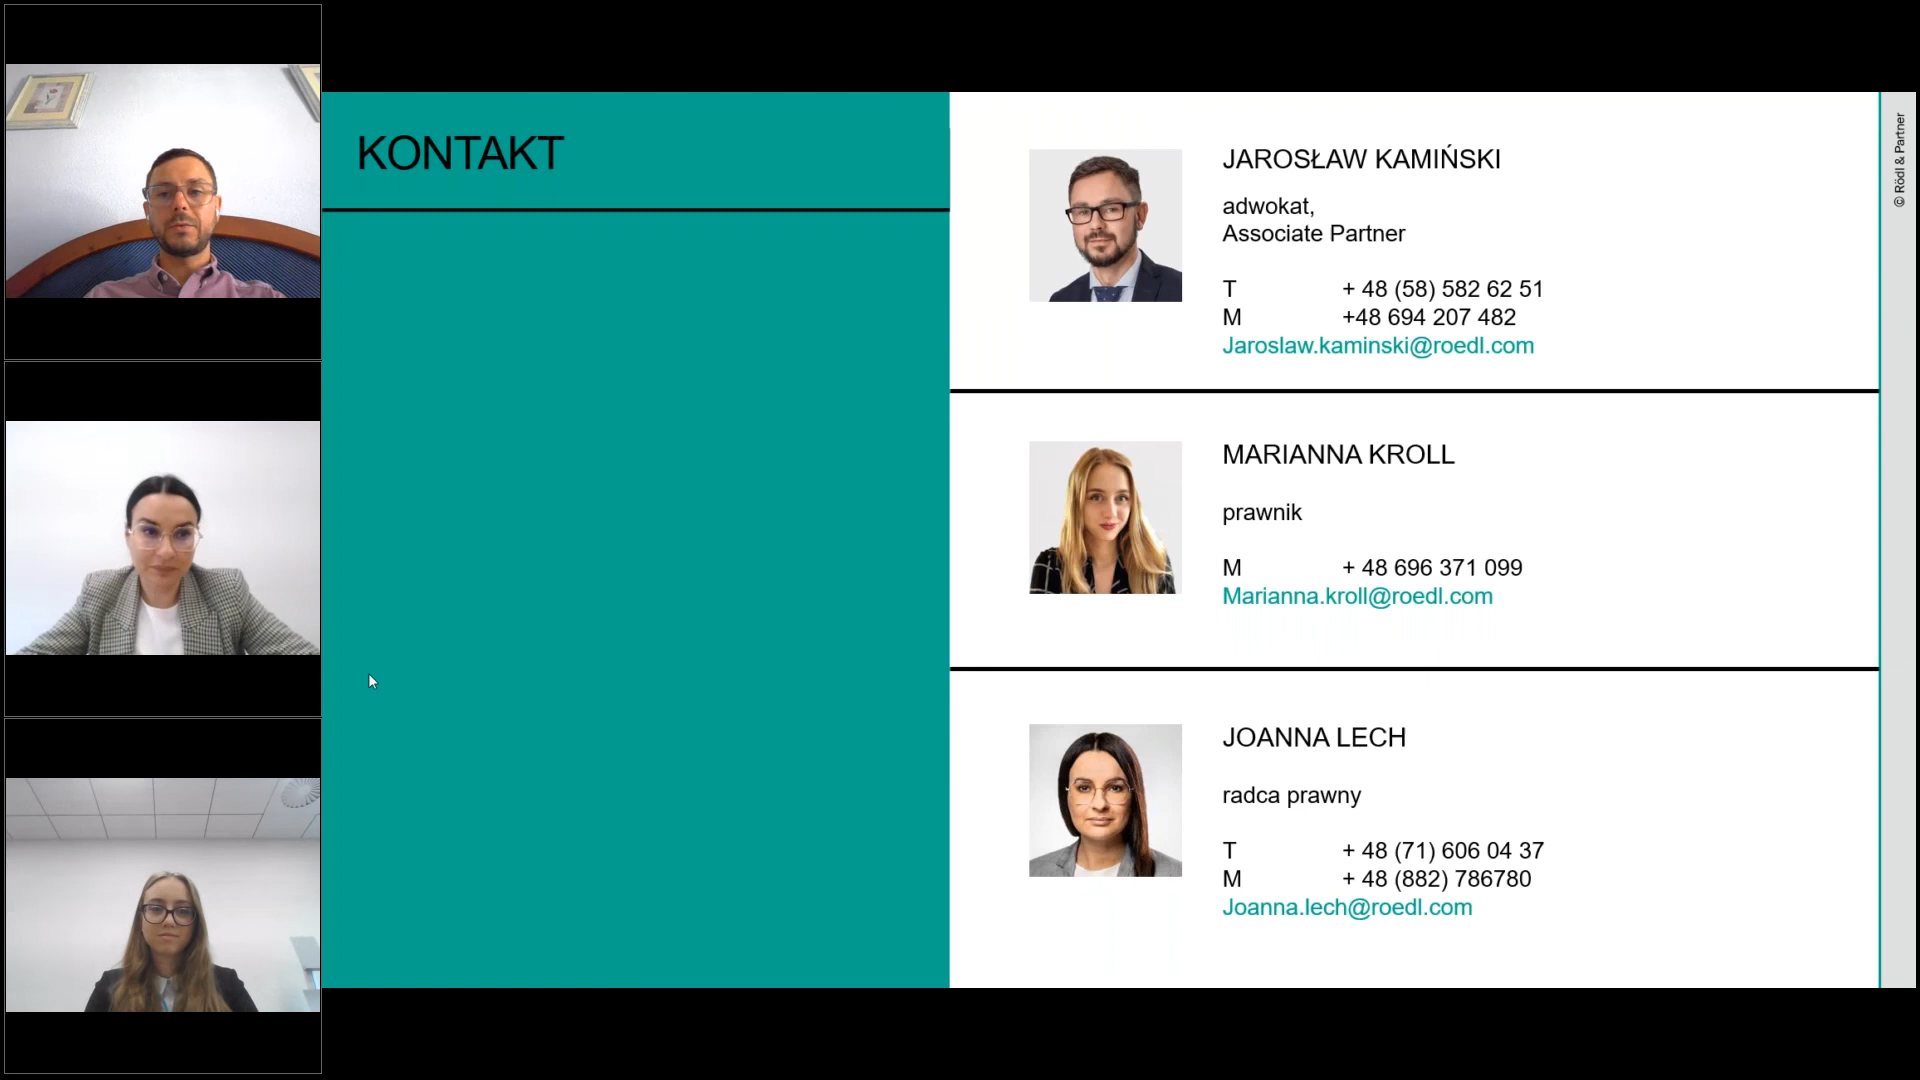 KONTAKT
JAROSŁAW KAMIŃSKI
adwokat,
Associate Partner
T + 48 (58) 582 62 51
M +48 694 207 482
Jaroslaw.kaminski@roedl.com
MARIANNA KROLL
prawnik
M + 48 696 371 099
Marianna.kroll@roedl.com
JOANNA LECH
radca prawny
T + 48 (71) 606 04 37
M + 48 (882) 786780
Joanna.lech@roedl.com
© Rödl & Partner